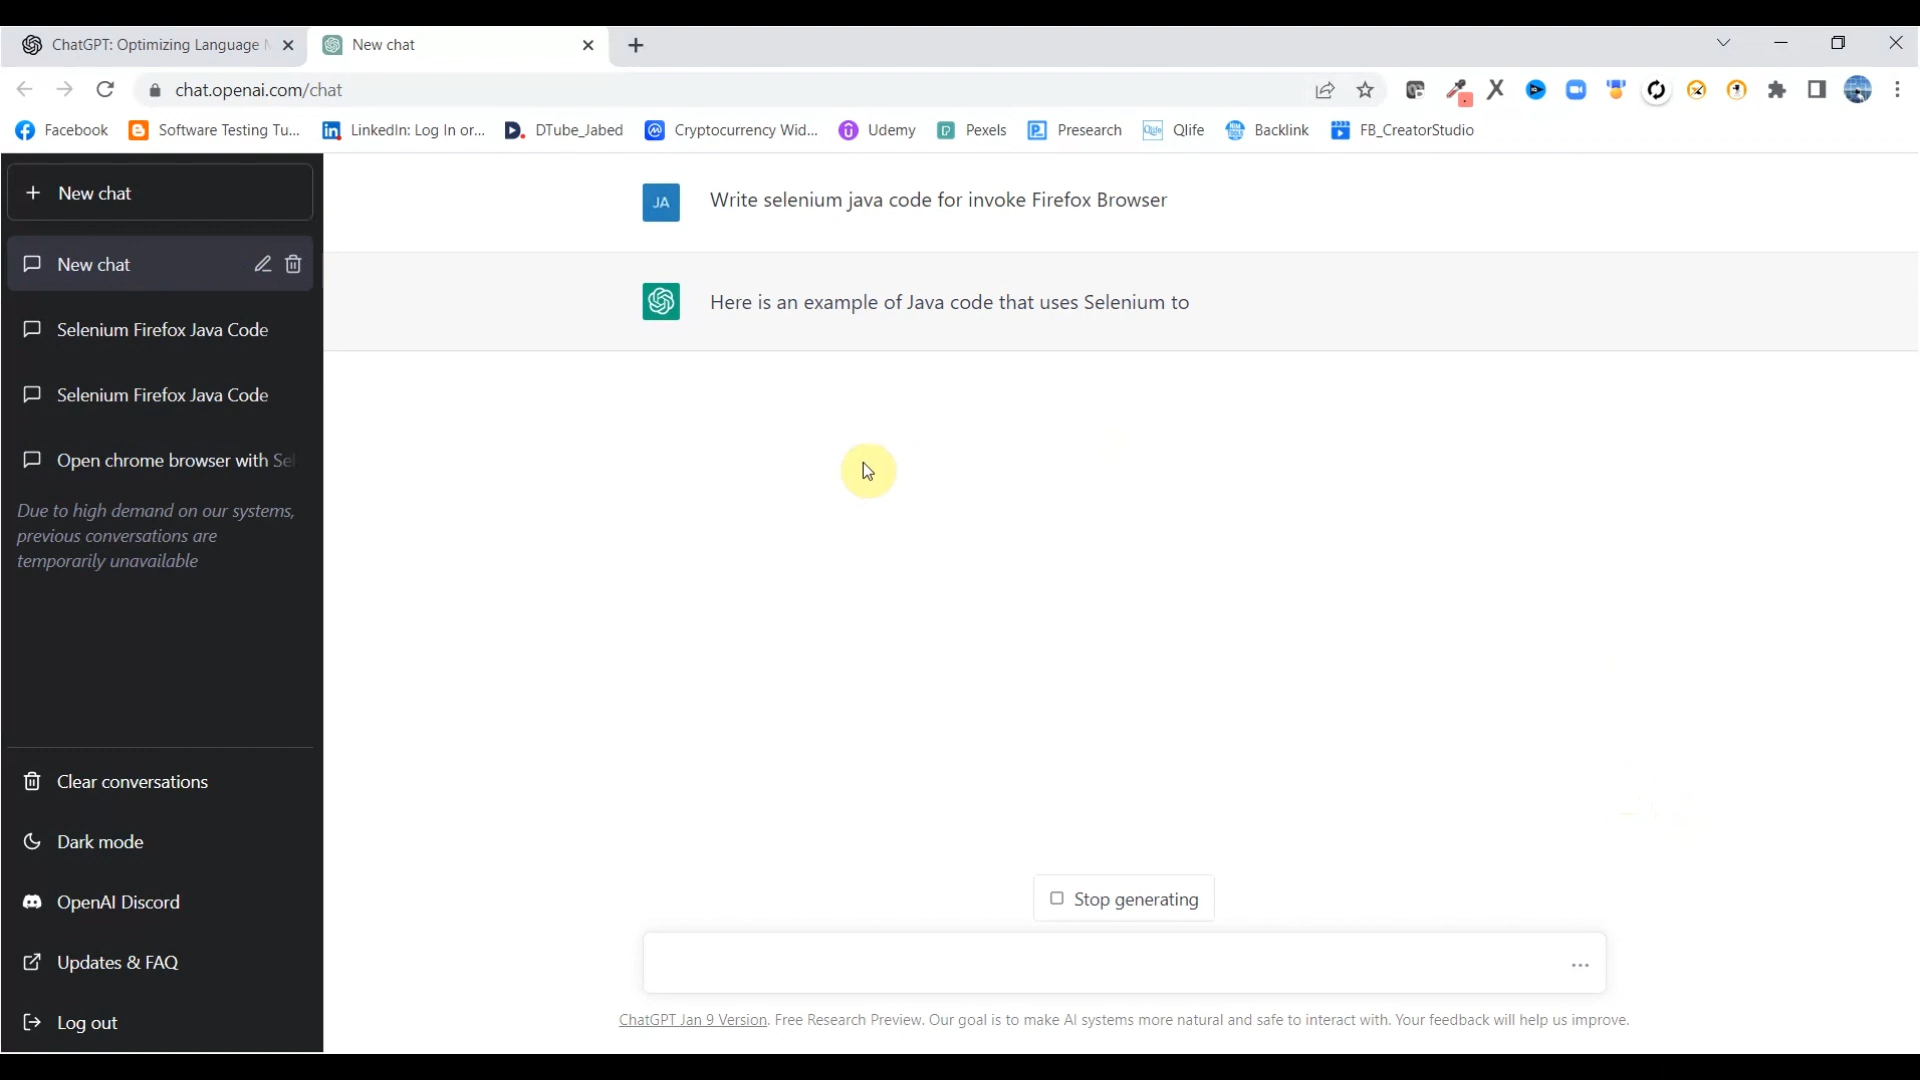 ChatGPT: Optimizing Language
New chat
chat.openai.com/chat
Facebook
Software Testing Tu...
LinkedIn: Log In or...
DTube_Jabed
Cryptocurrency Wid...
Udemy
Pexels
Presearch
Qlife
Backlink
FB_CreatorStudio
New chat
New chat
Selenium Firefox Java Code
Selenium Firefox Java Code
Open chrome browser with Sel
Due to high demand on our systems,
previous conversations are
temporarily unavailable
Clear conversations
Dark mode
OpenAI Discord
Updates & FAQ
Log out
JA
Write selenium java code for invoke Firefox Browser
Here is an example of Java code that uses Selenium to
Stop generating
ChatGPT Jan 9 Version. Free Research Preview. Our goal is to make AI systems more natural and safe to interact with. Your feedback will help us improve.